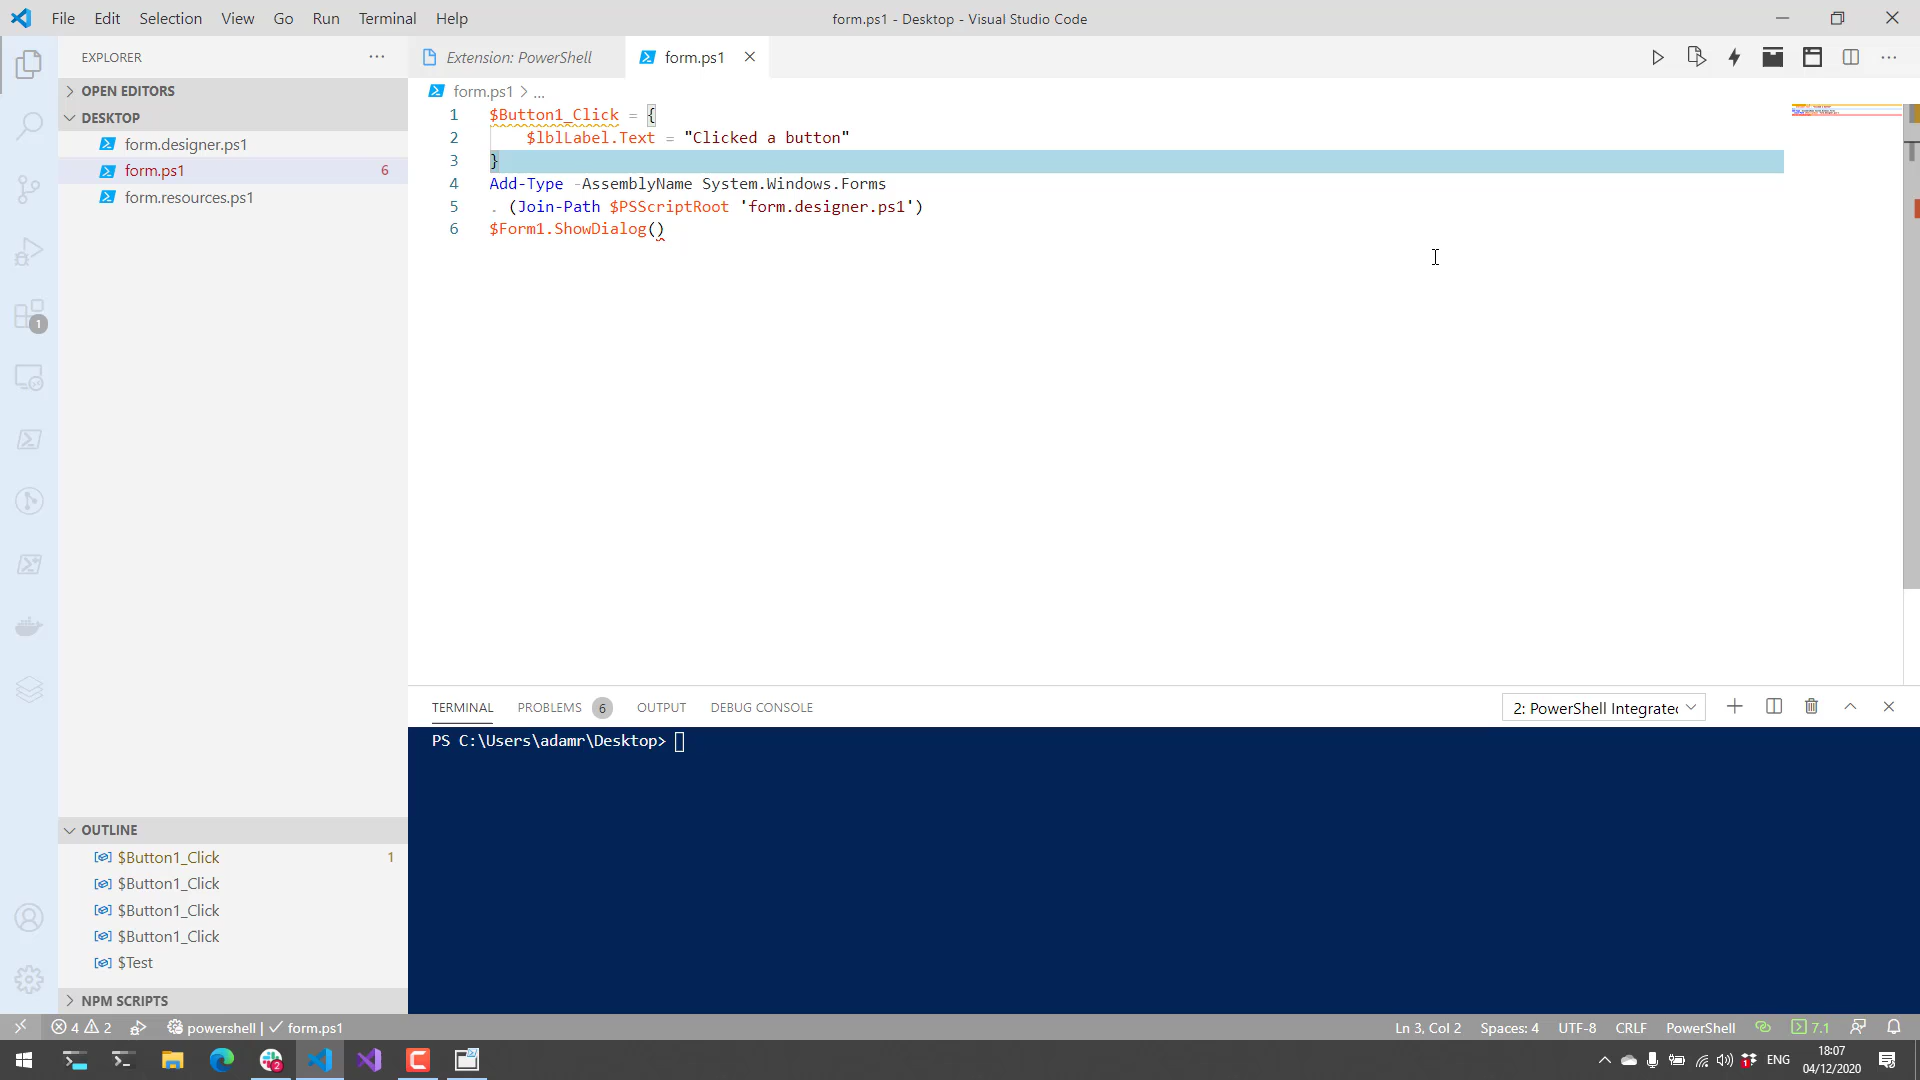 File Edit Selection View Go Run Terminal Help
form.ps1 - Desktop - Visual Studio Code
EXPLORER
OPEN EDITORS
DESKTOP
form.designer.ps1
form.ps1 6
form.resources.ps1
Extension: PowerShell
form.ps1
form.ps1 > ...
1 $Button1_Click = {
2 $lblLabel.Text = "Clicked a button"
3 }
4 Add-Type -AssemblyName System.Windows.Forms
5 . (Join-Path $PSScriptRoot 'form.designer.ps1')
6 $Form1.ShowDialog()
1
TERMINAL PROBLEMS 6 OUTPUT DEBUG CONSOLE
2: PowerShell Integrated
PS C:\Users\adamr\Desktop>
OUTLINE
$Button1_Click 1
$Button1_Click
$Button1_Click
$Button1_Click
$Test
NPM SCRIPTS
4 2 powershell | ✓ form.ps1
Ln 3, Col 2 Spaces: 4 UTF-8 CRLF PowerShell 7.1
2
ENG
18:07
04/12/2020